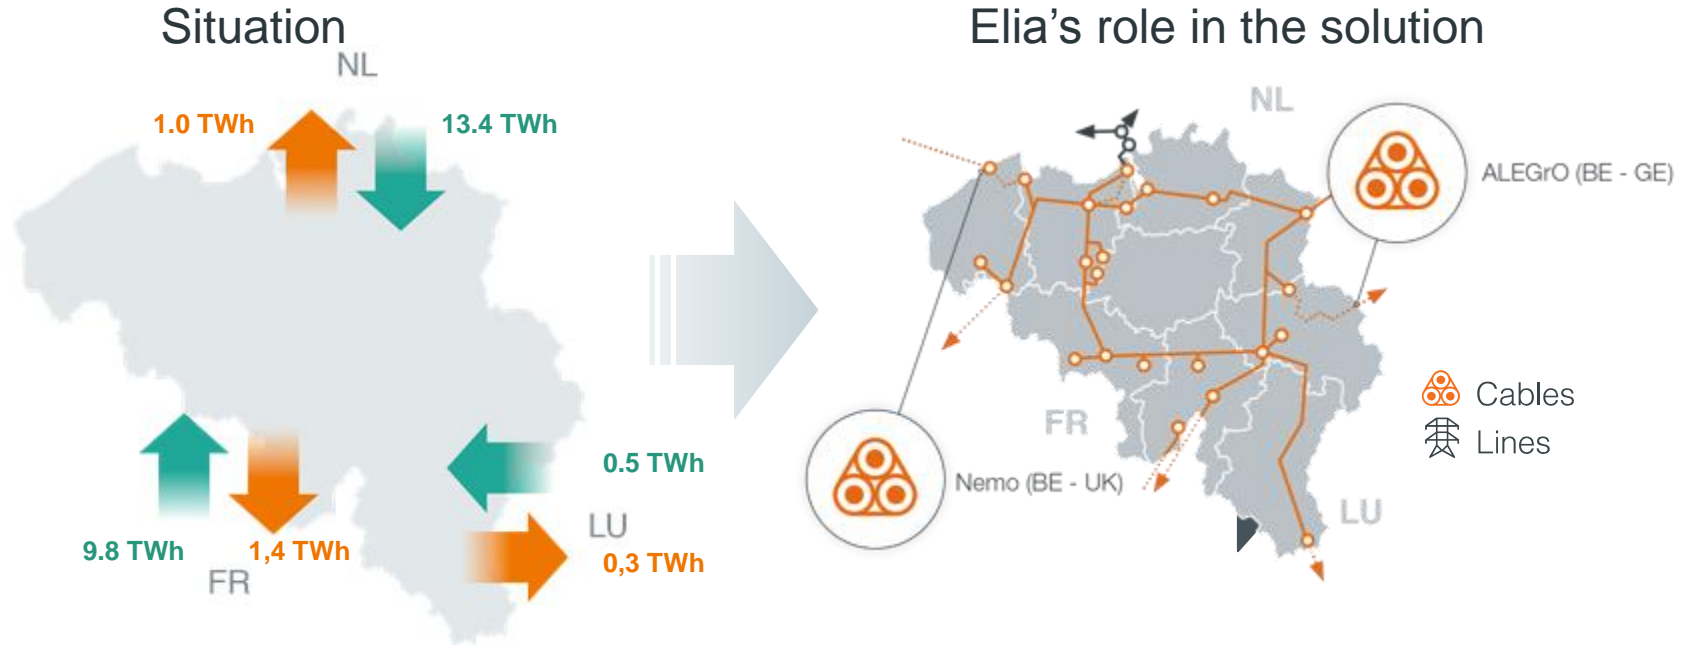 Situation
NL
1.0 TWh
13.4 TWh
0.5 TWh
LU
0,3 TWh
9.8 TWh
1,4 TWh
FR
Elia's role in the solution
NL
ALEGrO (BE - GE)
FR
Nemo (BE - UK)
LU
Cables
Lines